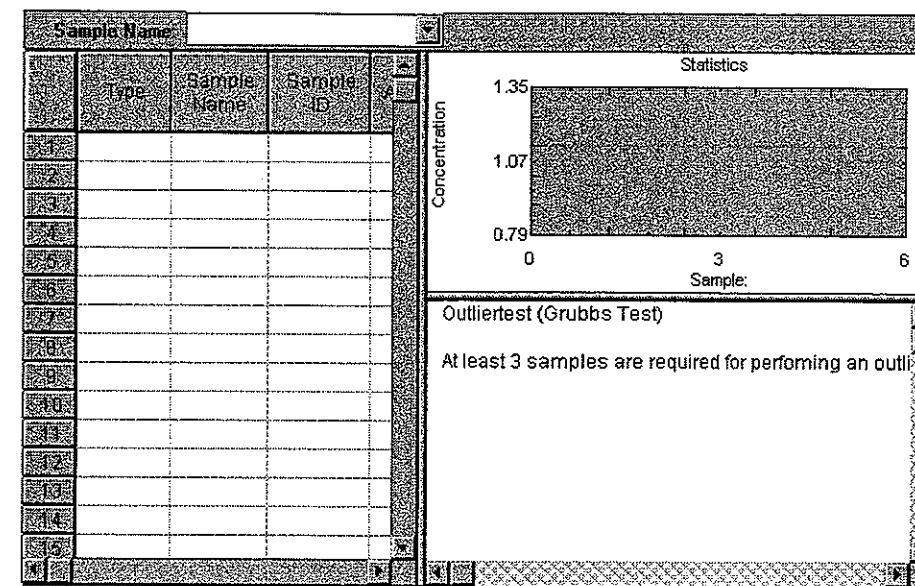 Sample Name
Type Sample Name Sample ID A
1
2
3
4
5
6
7
8
9
10
11
12
13
14
15
Statistics
Concentration
1.35
1.07
0.79
0 3 6
Sample:
Outliertest (Grubbs Test)
At least 3 samples are required for perfoming an outli